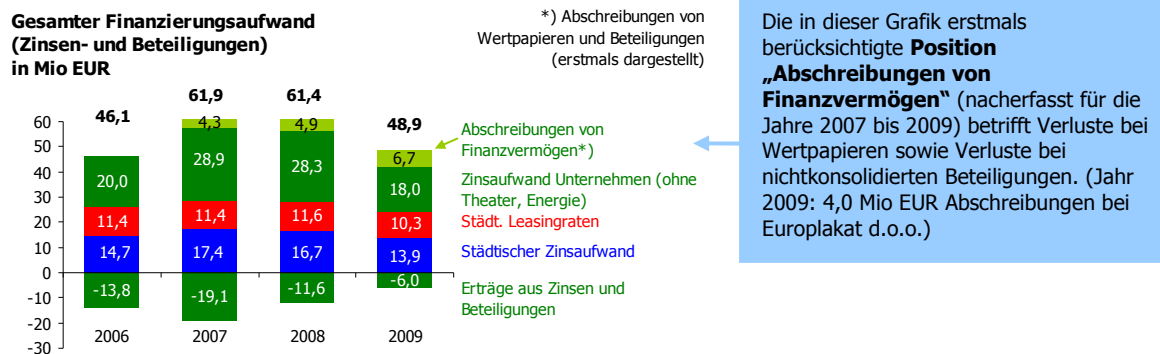 Gesamter Finanzierungsaufwand
(Zinsen- und Beteiligungen)
in Mio EUR
*) Abschreibungen von
Wertpapieren und Beteiligungen
(erstmals dargestellt)
46,1
61,9
61,4
48,9
60
50
40
30
20
10
0
-10
-20
-30
4,3
4,9
6,7
20,0
28,9
28,3
18,0
11,4
11,4
11,6
10,3
14,7
17,4
16,7
13,9
-13,8
-19,1
-11,6
-6,0
2006
2007
2008
2009
Abschreibungen von
Finanzvermögen*)
Zinsaufwand Unternehmen (ohne
Theater, Energie)
Städt. Leasingraten
Städtischer Zinsaufwand
Erträge aus Zinsen und
Beteiligungen
Die in dieser Grafik erstmals
berücksichtigte Position
„Abschreibungen von
Finanzvermögen“ (nacherfasst für die
Jahre 2007 bis 2009) betrifft Verluste bei
Wertpapieren sowie Verluste bei
nichtkonsolidierten Beteiligungen. (Jahr
2009: 4,0 Mio EUR Abschreibungen bei
Europlakat d.o.o.)